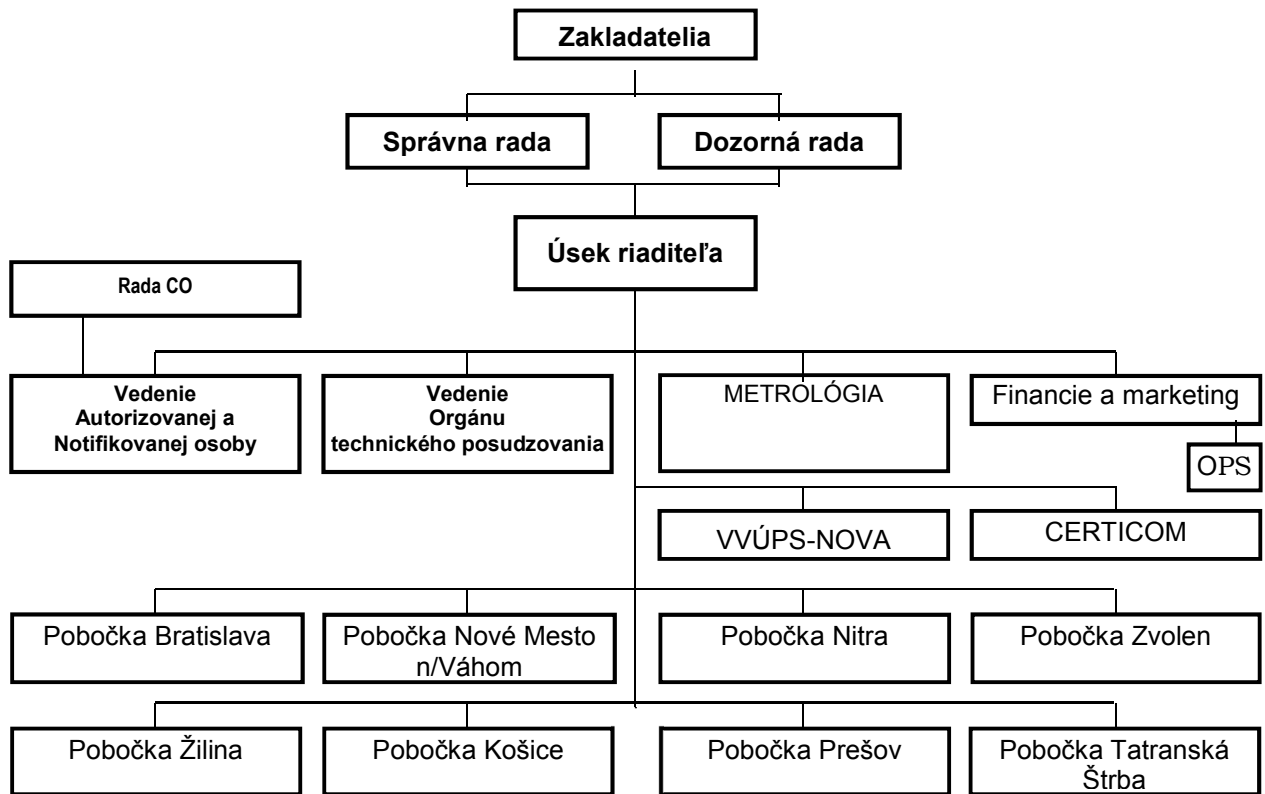 Zakladatelia
Správna rada
Dozorná rada
Úsek riaditeľa
Rada CO
Vedenie
Autorizovanej a
Notifikovanej osoby
Vedenie
Orgánu
technického posudzovania
METROLÓGIA
Financie a marketing
OPS
VVÚPS-NOVA
CERTICOM
Pobočka Bratislava
Pobočka Nové Mesto
n/Váhom
Pobočka Nitra
Pobočka Zvolen
Pobočka Žilina
Pobočka Košice
Pobočka Prešov
Pobočka Tatranská
Štrba